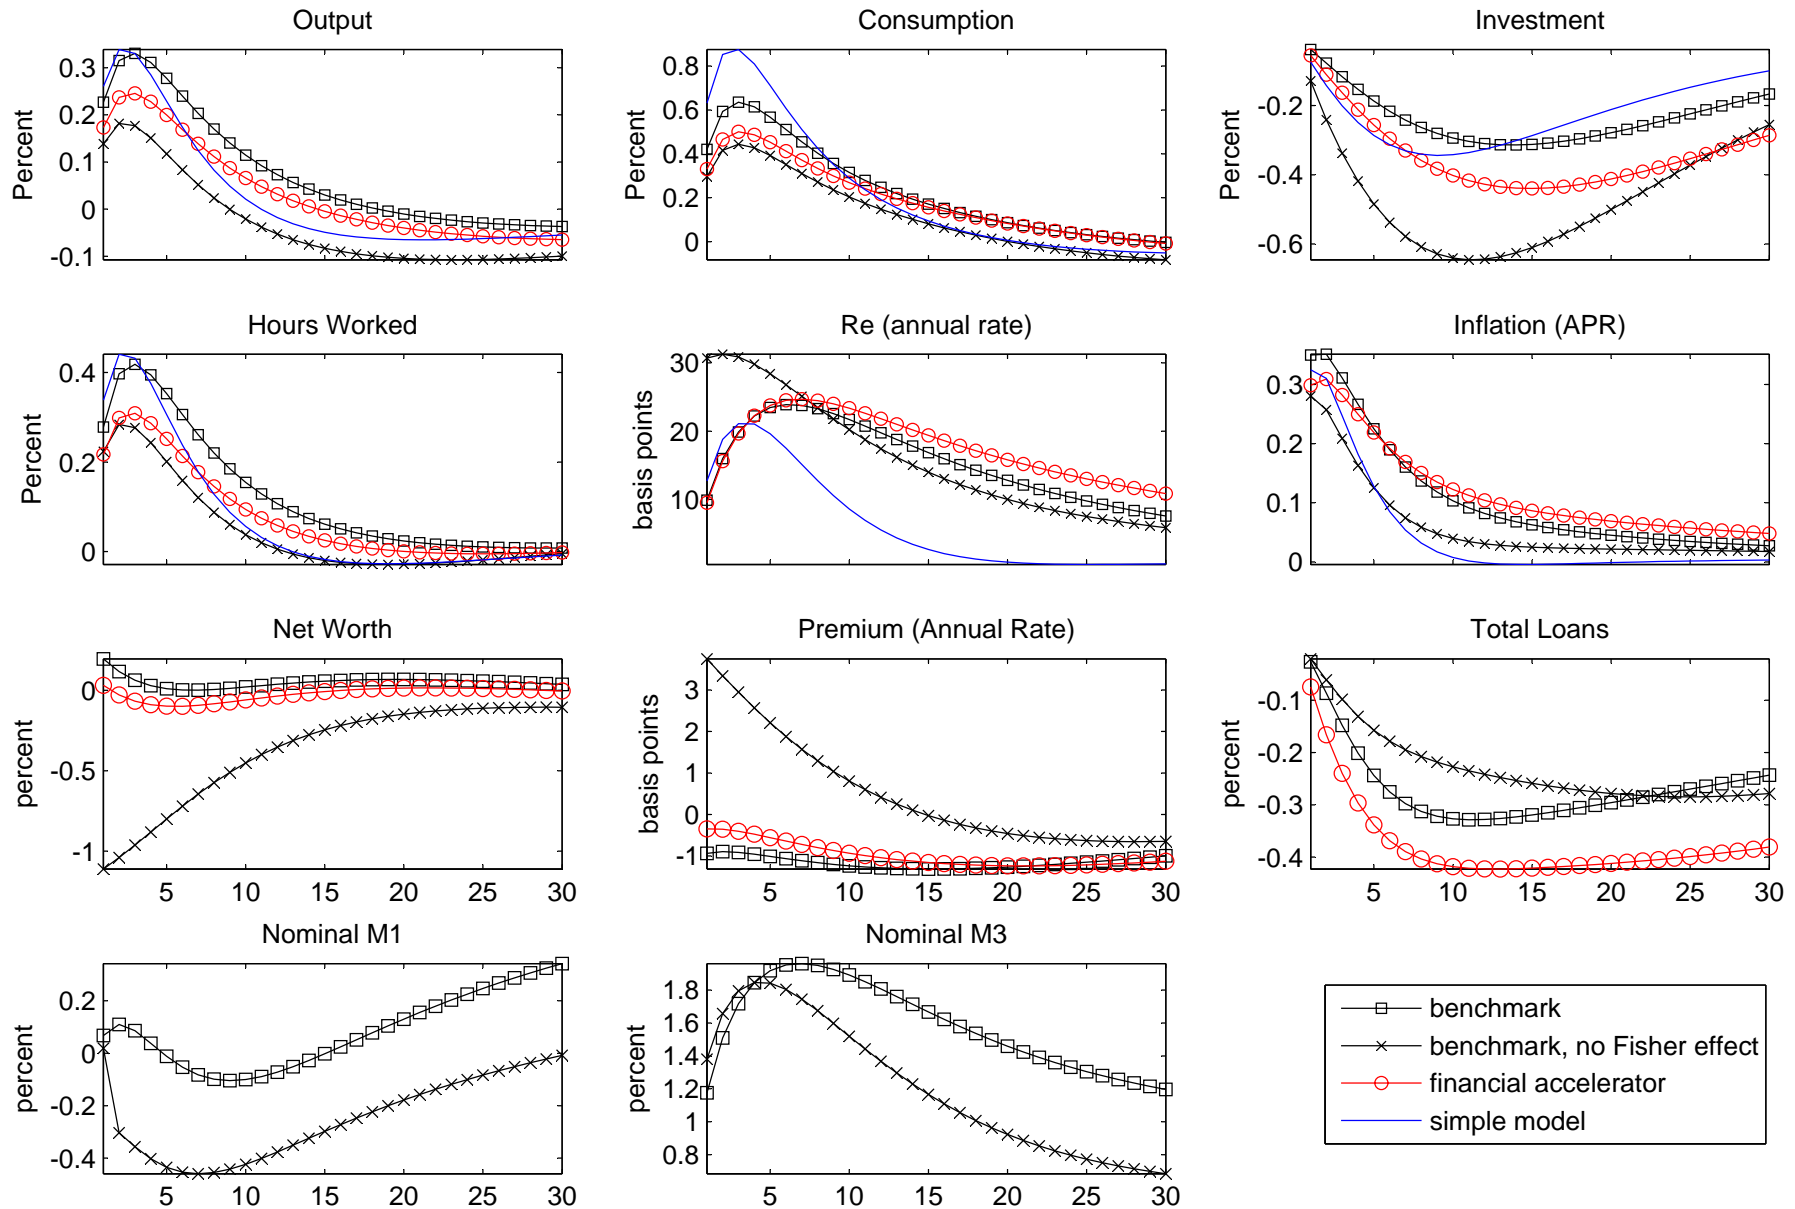 Output
Consumption
Investment
Percent
0.3
0.2
0.1
0
-0.1
Percent
0.8
0.6
0.4
0.2
0
Percent
-0.2
-0.4
-0.6
Hours Worked
Re (annual rate)
Inflation (APR)
Percent
0.4
0.2
0
basis points
30
20
10
0.3
0.2
0.1
0
Net Worth
Premium (Annual Rate)
Total Loans
percent
0
-0.5
-1
5 10 15 20 25 30
basis points
3
2
1
0
-1
5 10 15 20 25 30
percent
-0.1
-0.2
-0.3
-0.4
5 10 15 20 25 30
Nominal M1
Nominal M3
percent
0.2
0
-0.2
-0.4
5 10 15 20 25 30
percent
1.8
1.6
1.4
1.2
1
0.8
5 10 15 20 25 30
benchmark
benchmark, no Fisher effect
financial accelerator
simple model